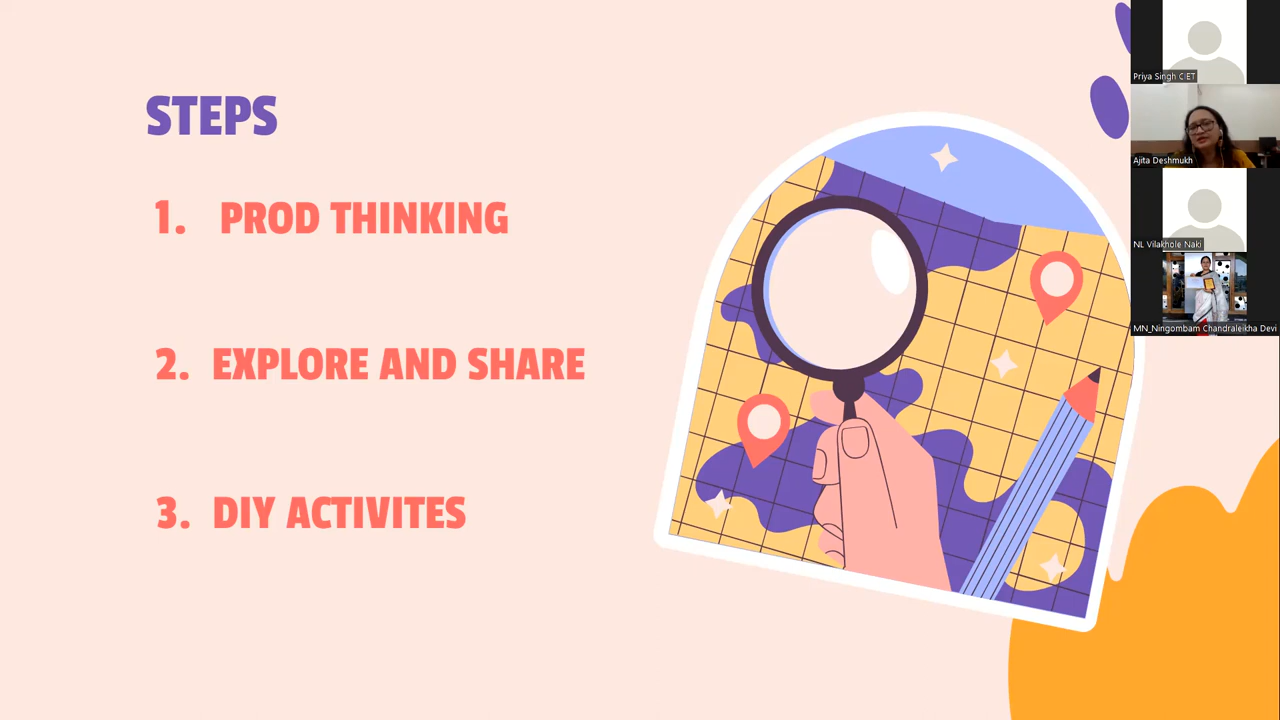 STEPS
1. PROD THINKING
2. EXPLORE AND SHARE
3. DIY ACTIVITES
Priya Singh CIET
Ajita Deshmukh
NL Vilakhole Naki
MN_Ningombam Chandraleikha Devi